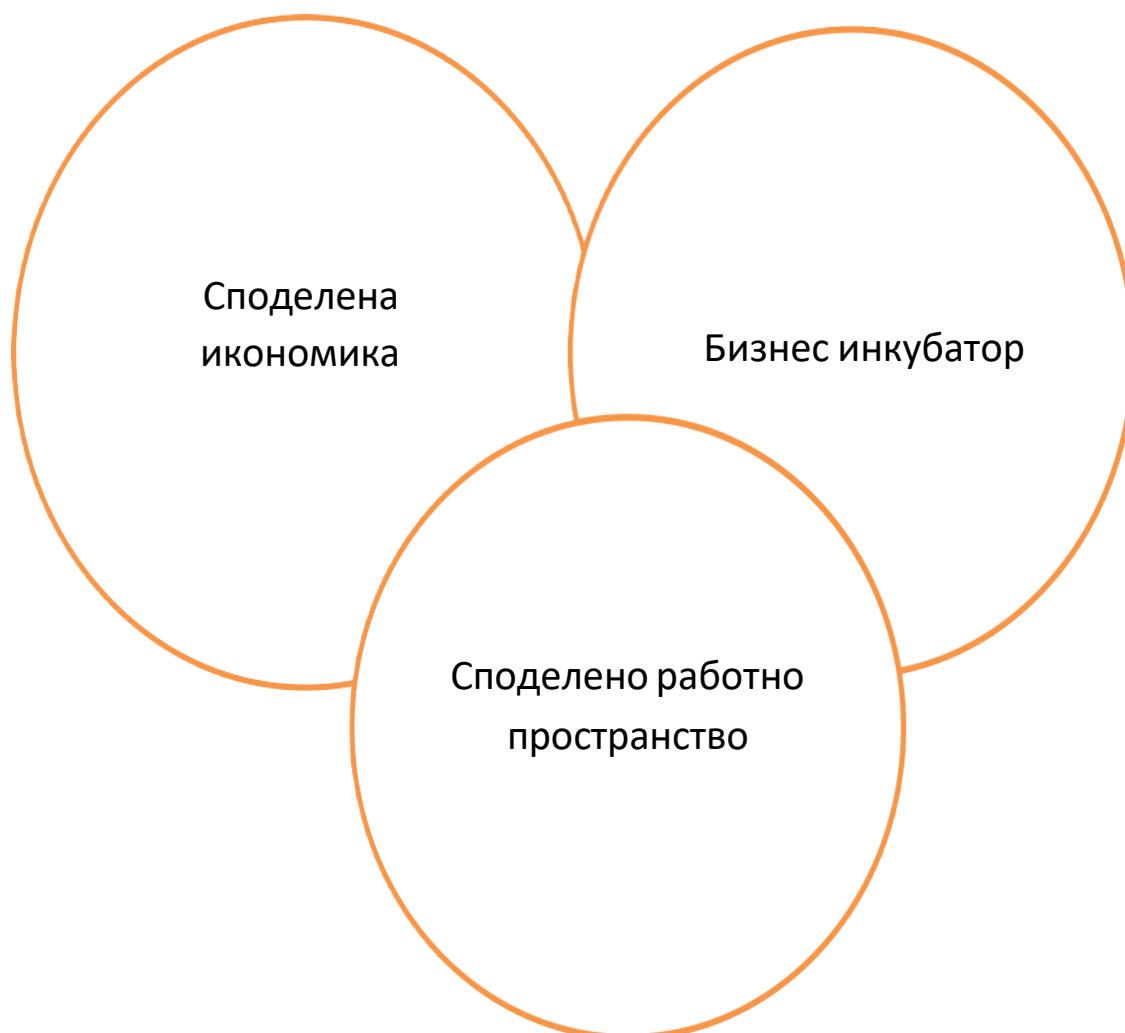 Споделена
икономика
Бизнес инкубатор
Споделено работно
пространство